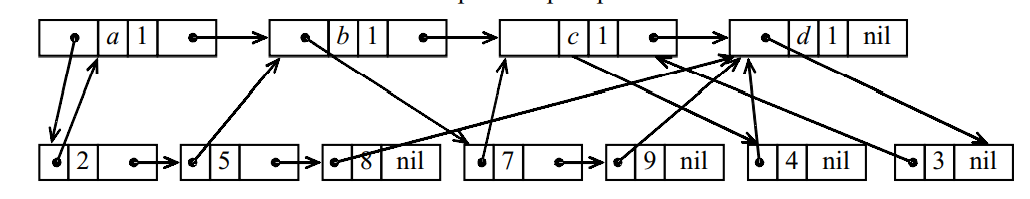 a 1 b 1 c 1 d 1 nil
2 5 8 nil 7 9 nil 4 nil 3 nil